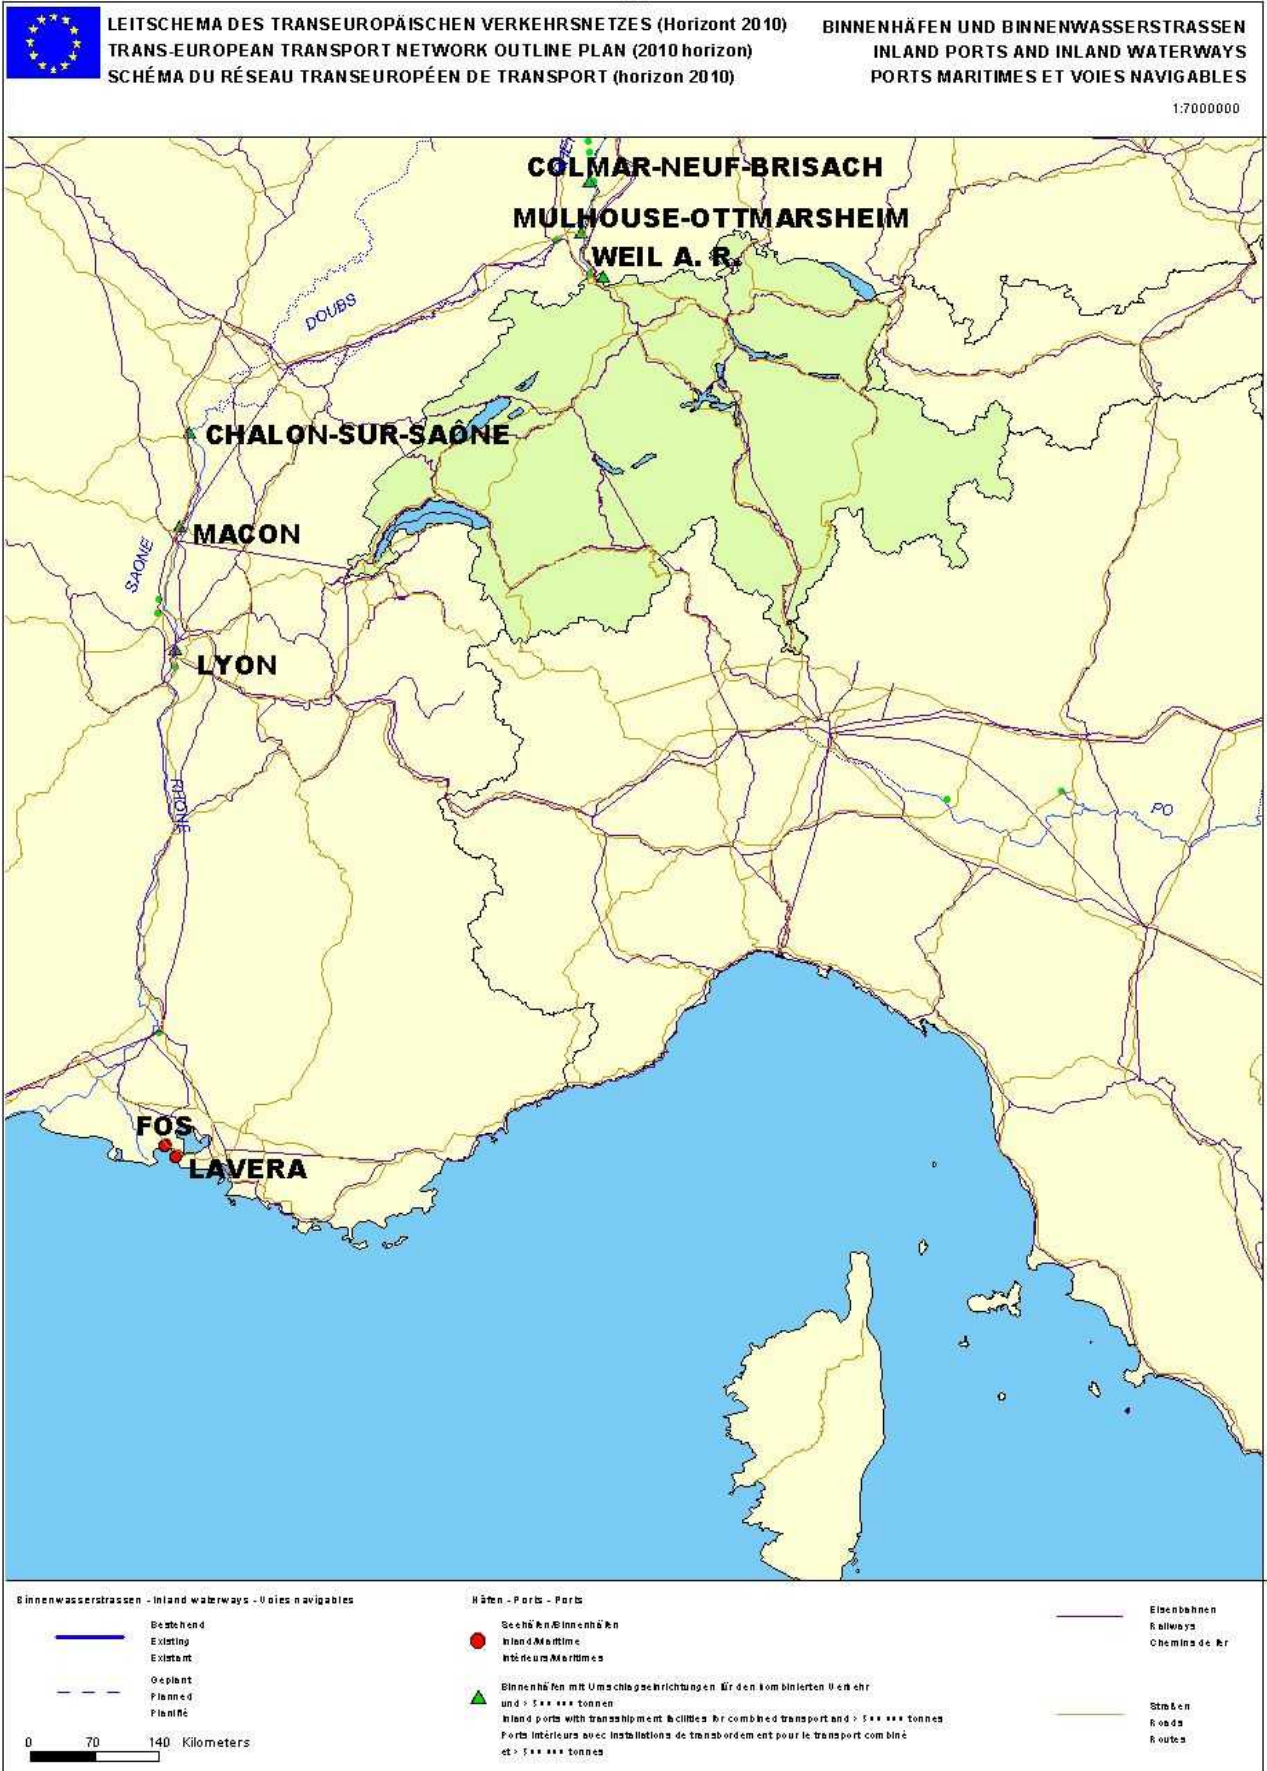 LEITSCHEMA DES TRANSEUROPÄISCHEN VERKEHRSNETZES (Horizont 2010)
TRANS-EUROPEAN TRANSPORT NETWORK OUTLINE PLAN (2010 horizon)
SCHÉMA DU RÉSEAU TRANSEUROPÉEN DE TRANSPORT (horizon 2010)
BINNENHÄFEN UND BINNENWASSERSTRASSEN
INLAND PORTS AND INLAND WATERWAYS
PORTS MARITIMES ET VOIES NAVIGABLES
1:7000000
COLMAR-NEUF-BRISACH
MULHOUSE-OTTMARSHEIM
WEIL A. R.
DOUBS
CHALON-SUR-SAÔNE
MACON
SAONE
LYON
RHONE
PO
FOS
LAVERA
Binnenwasserstrassen - Inland waterways - Voies navigables
Bestehend
Existing
Existant
Geplant
Planned
Planifié
0 70 140 Kilometers
Häfen - Ports - Ports
Seehäfen/Binnenhäfen
Inland/Maritime
Intérieurs/Maritimes
Binnenhäfen mit Umschlagseinrichtungen für den kombinierten Verkehr
und > tonnen
Inland ports with transshipment facilities for combined transport and > tonnes
Ports intérieurs avec installations de transbordement pour le transport combiné
et > tonnes
Eisenbahnen
Railways
Chemins de fer
Straßen
Roads
Routes